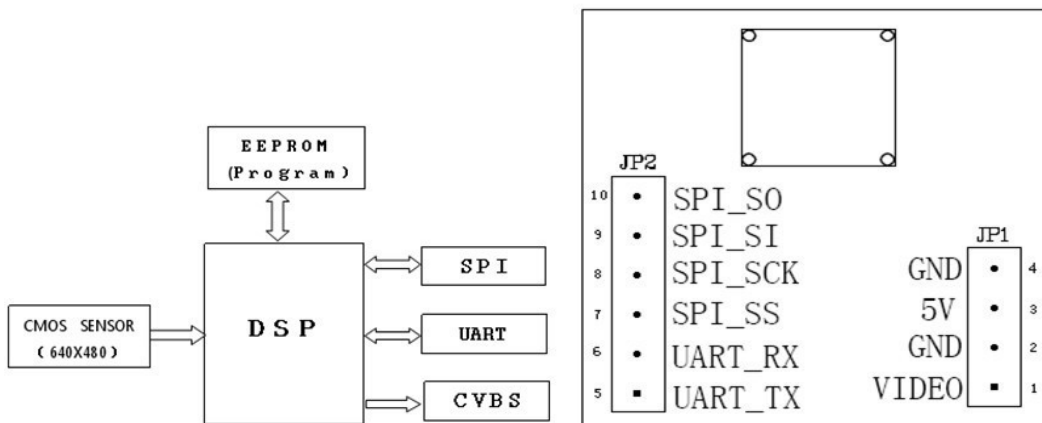 EEPROM
(Program)
SPI
DSP
CMOS SENSOR
(640X480)
UART
CVBS
JP2
10 SPI_SO
9 SPI_SI
8 SPI_SCK
7 SPI_SS
6 UART_RX
5 UART_TX
JP1
GND 4
5V 3
GND 2
VIDEO 1